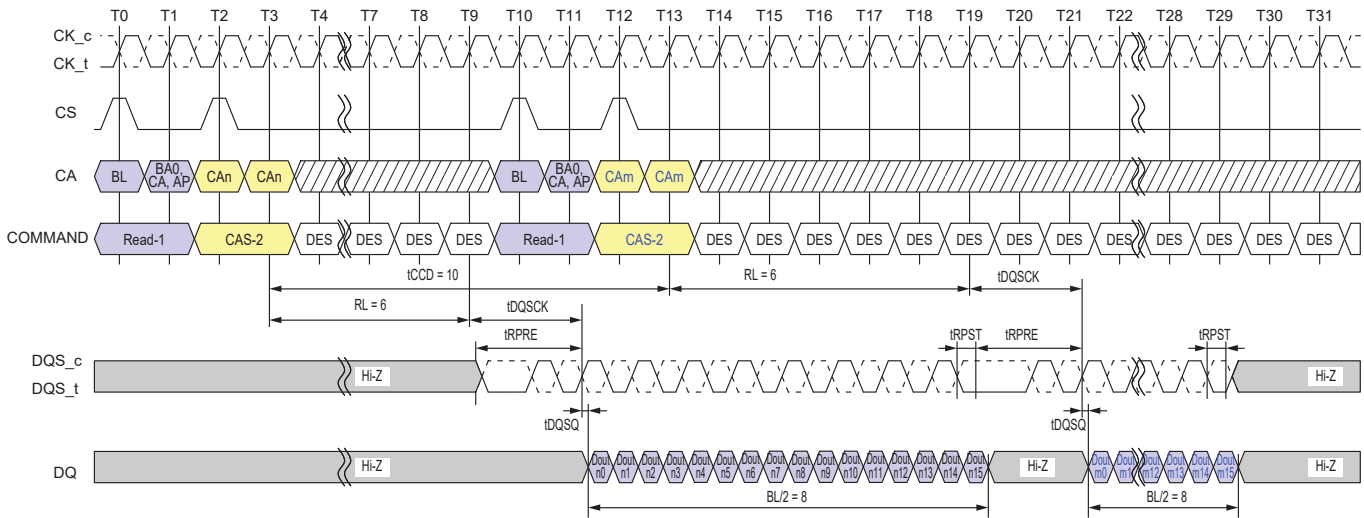 T0 T1 T2 T3 T4 T7 T8 T9 T10 T11 T12 T13 T14 T15 T16 T17 T18 T19 T20 T21 T22 T28 T29 T30 T31
CK_c
CK_t
CS
CA BL BA0, CA, AP CAn CAn BL BA0, CA, AP CAm CAm
COMMAND Read-1 CAS-2 DES DES DES DES Read-1 CAS-2 DES DES DES DES DES DES DES DES DES DES DES DES DES
tCCD = 10 RL = 6 tDQSCK
RL = 6 tDQSCK
tRPRE tRPST tRPRE tRPST
DQS_c
DQS_t
Hi-Z Hi-Z
tDQSQ tDQSQ
DQ Hi-Z Dout n0 Dout n1 Dout n2 Dout n3 Dout n4 Dout n5 Dout n6 Dout n7 Dout n8 Dout n9 Dout n10 Dout n11 Dout n12 Dout n13 Dout n14 Dout n15 Hi-Z Dout m0 Dout m1 Dout m12 Dout m13 Dout m14 Dout m15 Hi-Z
BL/2 = 8 BL/2 = 8